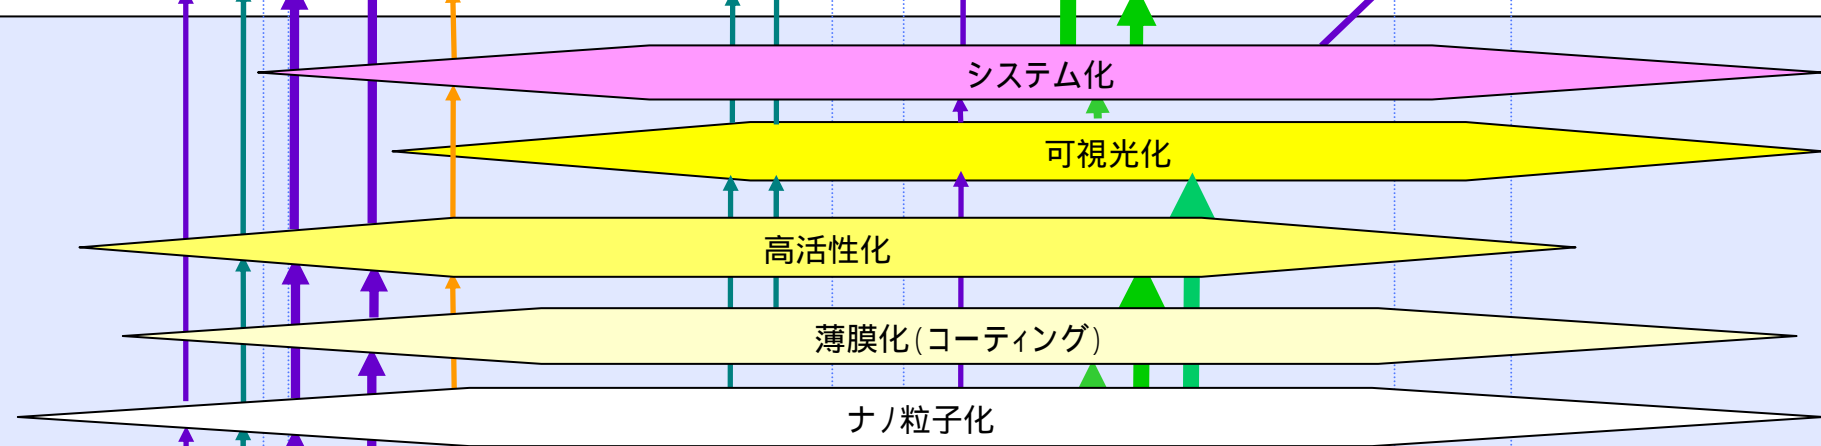 システム化
可視光化
高活性化
薄膜化(コーティング)
ナノ粒子化